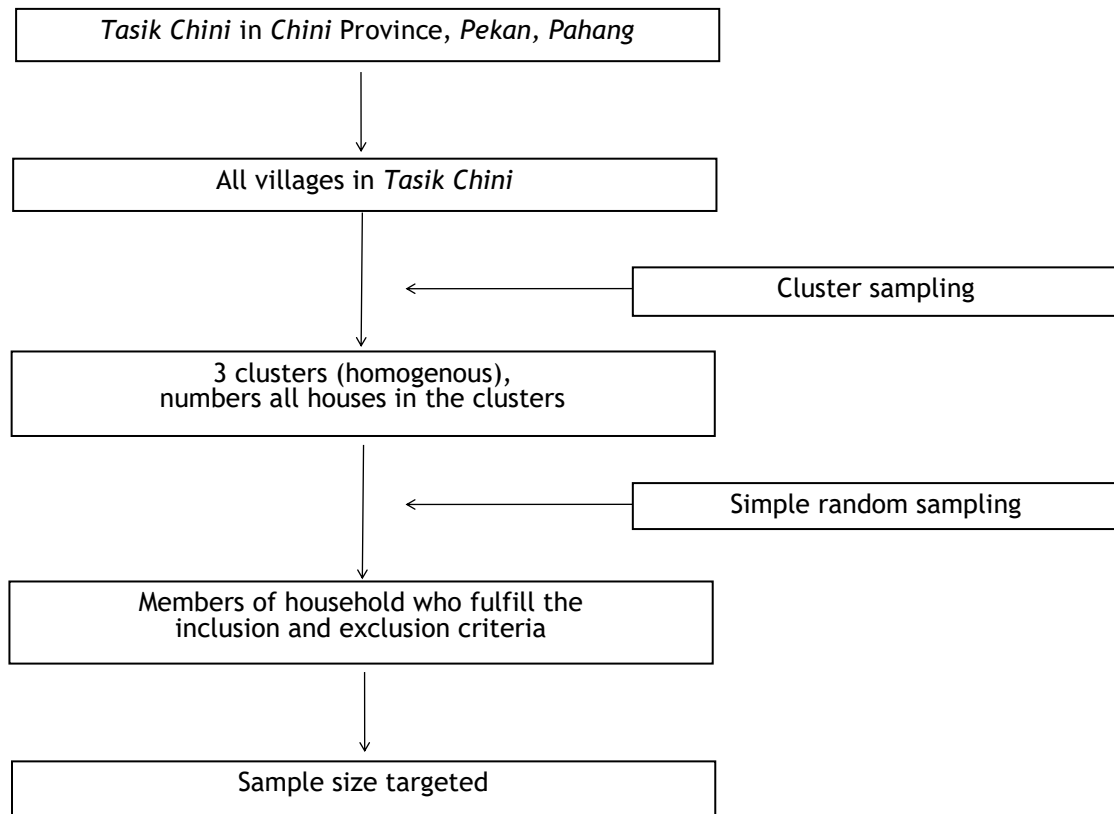 Tasik Chini in Chini Province, Pekan, Pahang
All villages in Tasik Chini
Cluster sampling
3 clusters (homogenous),
numbers all houses in the clusters
Simple random sampling
Members of household who fulfill the
inclusion and exclusion criteria
Sample size targeted